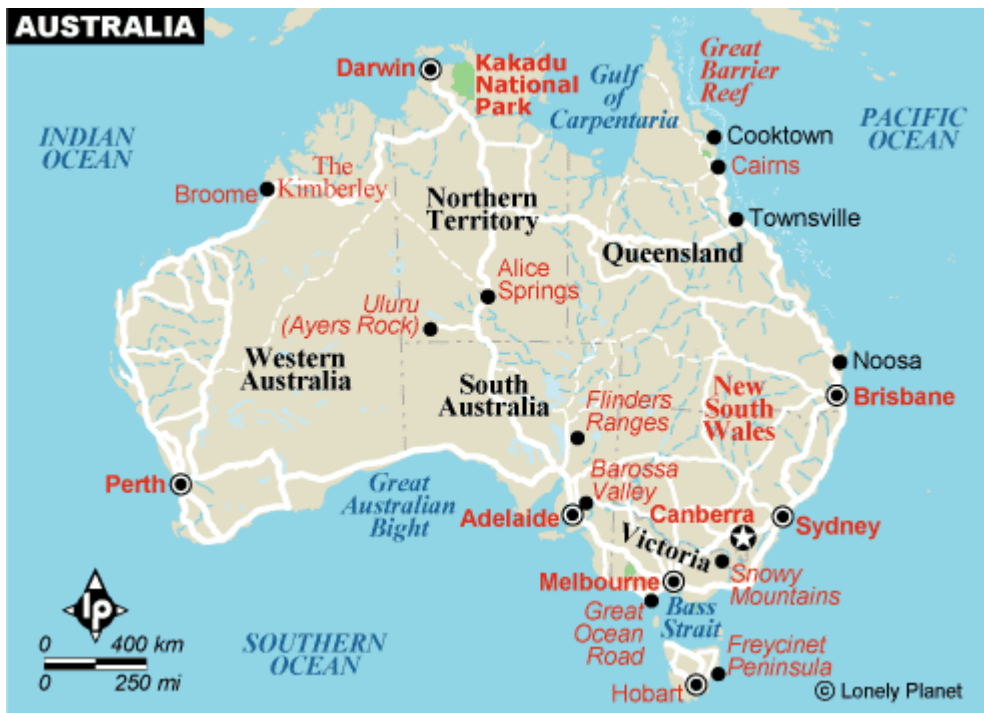 AUSTRALIA
Darwin
Kakadu
National
Park
Gulf
of
Carpentaria
Great
Barrier
Reef
INDIAN
OCEAN
PACIFIC
OCEAN
Cooktown
Cairns
The
Kimberley
Broome
Northern
Territory
Townsville
Queensland
Alice
Springs
Uluru
(Ayers Rock)
Western
Australia
South
Australia
Noosa
Brisbane
New
South
Wales
Flinders
Ranges
Barossa
Valley
Perth
Great
Australian
Bight
Adelaide
Canberra
Sydney
Victoria
Melbourne
Snowy
Mountains
Great
Ocean
Road
Bass
Strait
Freycinet
Peninsula
Hobart
SOUTHERN
OCEAN
lp
0 400 km
0 250 mi
© Lonely Planet